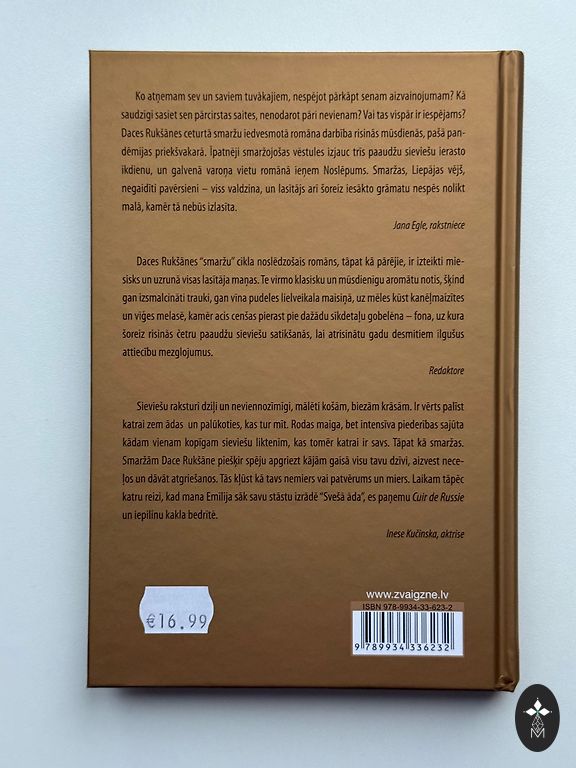 Ko atņemam sev un saviem tuvākajiem, nespējot pārkāpt senam aizvainojumam? Kā
saudzīgi sasiet sen pārcirstas saites, nenodarot pāri nevienam? Vai tas vispār ir iespējams?
Daces Rukšānes ceturtā smaržu iedvesmotā romāna darbība risinās mūsdienās, pašā pan-
dēmijas priekšvakarā. Īpatnēji smaržojošas vēstules izjauc trīs paaudžu sieviešu ierasto
ikdienu, un galvenā varoņa vietu romānā ieņem Noslēpums. Smaržas, Liepājas vējš,
negaidīti pavērsieni – viss valdzina, un lasītājs arī šoreiz iesākto grāmatu nespēs nolikt
malā, kamēr tā nebūs izlasīta.
Jana Egle, rakstniece
Daces Rukšānes "smaržu" cikla noslēdzošais romāns, tāpat kā pārējie, ir izteikti mie-
sisks un uzrunā visas lasītāja maņas. Te virmo klasisku un mūsdienīgu aromātu notis, šķind
gan izsmalcināti trauki, gan vīna pudeles lielveikala maisiņā, uz mēles kūst kanēļmaizītes
un vīģes melasē, kamēr acis cenšas pierast pie dažādu sīkdetaļu gobelēna – fona, uz kura
šoreiz risinās četru paaudžu sieviešu satikšanās, lai atrisinātu gadu desmitiem ilgušus
attiecību mezglojumus.
Redaktore
Sieviešu raksturi dziļi un neviennozīmīgi, mālēti košām, biezām krāsām. Ir vērts palīst
katrai zem ādas un palūkoties, kas tur mīt. Rodas maiga, bet intensīva piederības sajūta
kādam vienam kopīgam sieviešu liktenim, kas tomēr katrai ir savs. Tāpat kā smaržas.
Smaržām Dace Rukšāne piešķir spēju apgriezt kājām gaisā visu tavu dzīvi, aizvest nece-
ļos un dāvāt atgriešanos. Tās kļūst kā tavs nemiers vai patvērums un miers. Laikam tāpēc
katru reizi, kad mana Emīlija sāk savu stāstu izrādē "Svešā āda", es paņemu Cuir de Russie
un iepilinu kakla bedrītē.
Inese Kučinska, aktrise
€16.99
www.zvaigzne.lv
ISBN 978-9934-33-623-2
9 789934 336232
M